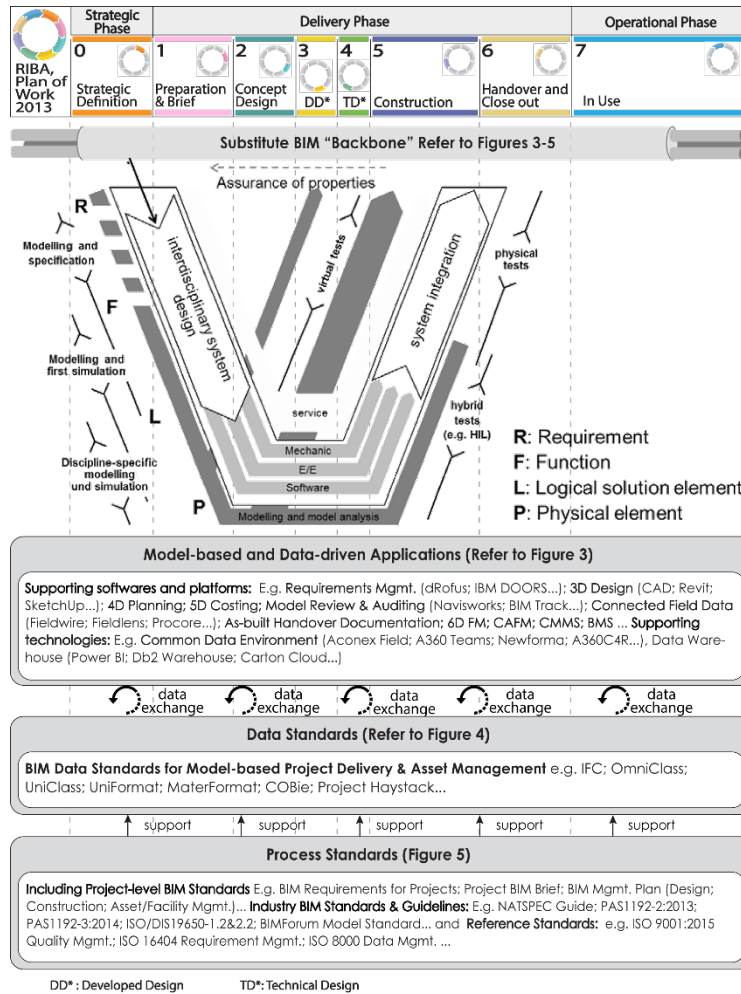 Strategic Phase
Delivery Phase
Operational Phase
RIBA, Plan of Work 2013
0
Strategic Definition
1
Preparation & Brief
2
Concept Design
3
DD*
4
TD*
5
Construction
6
Handover and Close out
7
In Use
Substitute BIM “Backbone” Refer to Figures 3-5
Assurance of properties
R
Modelling and specification
F
Modelling and first simulation
L
Discipline-specific modelling und simulation
P
interdisciplinary system design
virtual tests
system integration
physical tests
hybrid tests (e.g. HIL)
service
Mechanic
E/E
Software
Modelling and model analysis
R: Requirement
F: Function
L: Logical solution element
P: Physical element
Model-based and Data-driven Applications (Refer to Figure 3)
Supporting softwares and platforms: E.g. Requirements Mgmt. (dRofus; IBM DOORS...); 3D Design (CAD; Revit;
SketchUp...); 4D Planning; 5D Costing; Model Review & Auditing (Navisworks; BIM Track...); Connected Field Data
(Fieldwire; Fieldlens; Procore...); As-built Handover Documentation; 6D FM; CAFM; CMMS; BMS ... Supporting
technologies: E.g. Common Data Environment (Aconex Field; A360 Teams; Newforma; A360C4R...), Data Ware-
house (Power BI; Db2 Warehouse; Carton Cloud...)
data exchange
data exchange
data exchange
data exchange
data exchange
Data Standards (Refer to Figure 4)
BIM Data Standards for Model-based Project Delivery & Asset Management e.g. IFC; OmniClass;
UniClass; UniFormat; MaterFormat; COBie; Project Haystack...
support
support
support
support
support
Process Standards (Figure 5)
Including Project-level BIM Standards E.g. BIM Requirements for Projects; Project BIM Brief; BIM Mgmt. Plan (Design;
Construction; Asset/Facility Mgmt.)... Industry BIM Standards & Guidelines: E.g. NATSPEC Guide; PAS1192-2:2013;
PAS1192-3:2014; ISO/DIS19650-1.2&2.2; BIMForum Model Standard... and Reference Standards: e.g. ISO 9001:2015
Quality Mgmt.; ISO 16404 Requirement Mgmt.; ISO 8000 Data Mgmt. ...
DD* : Developed Design
TD*: Technical Design